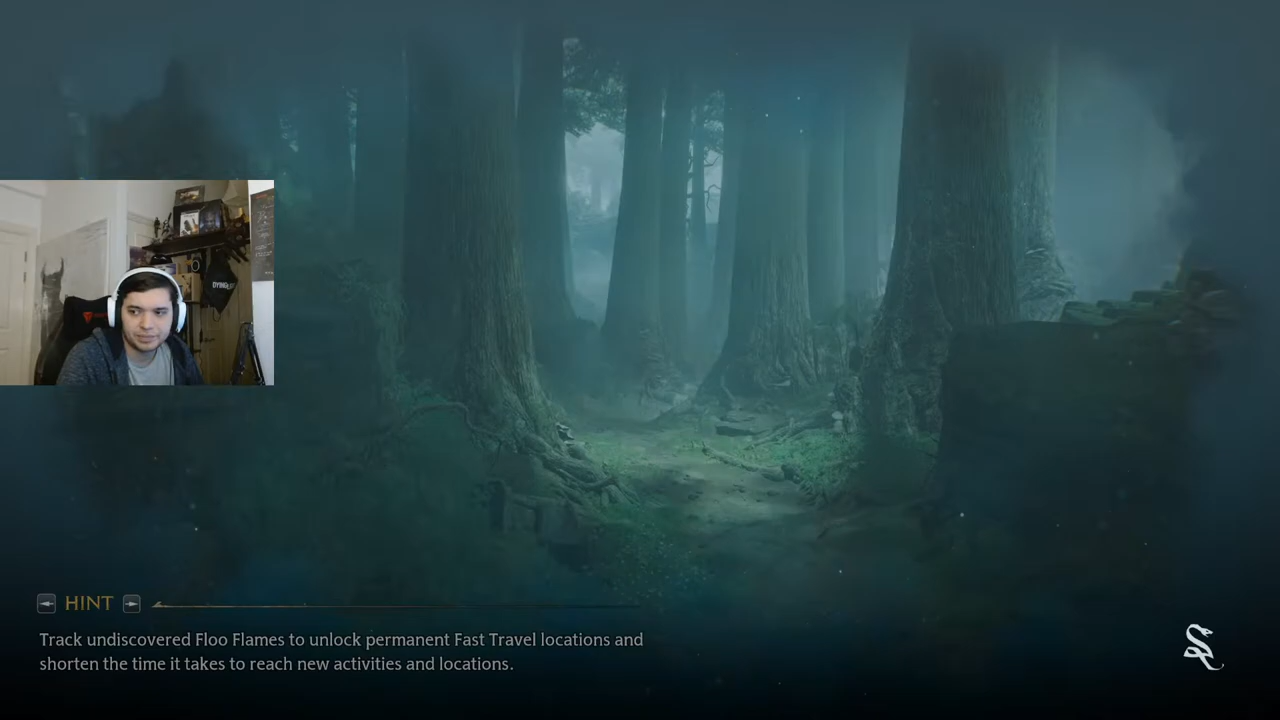 HINT
Track undiscovered Floo Flames to unlock permanent Fast Travel locations and
shorten the time it takes to reach new activities and locations.